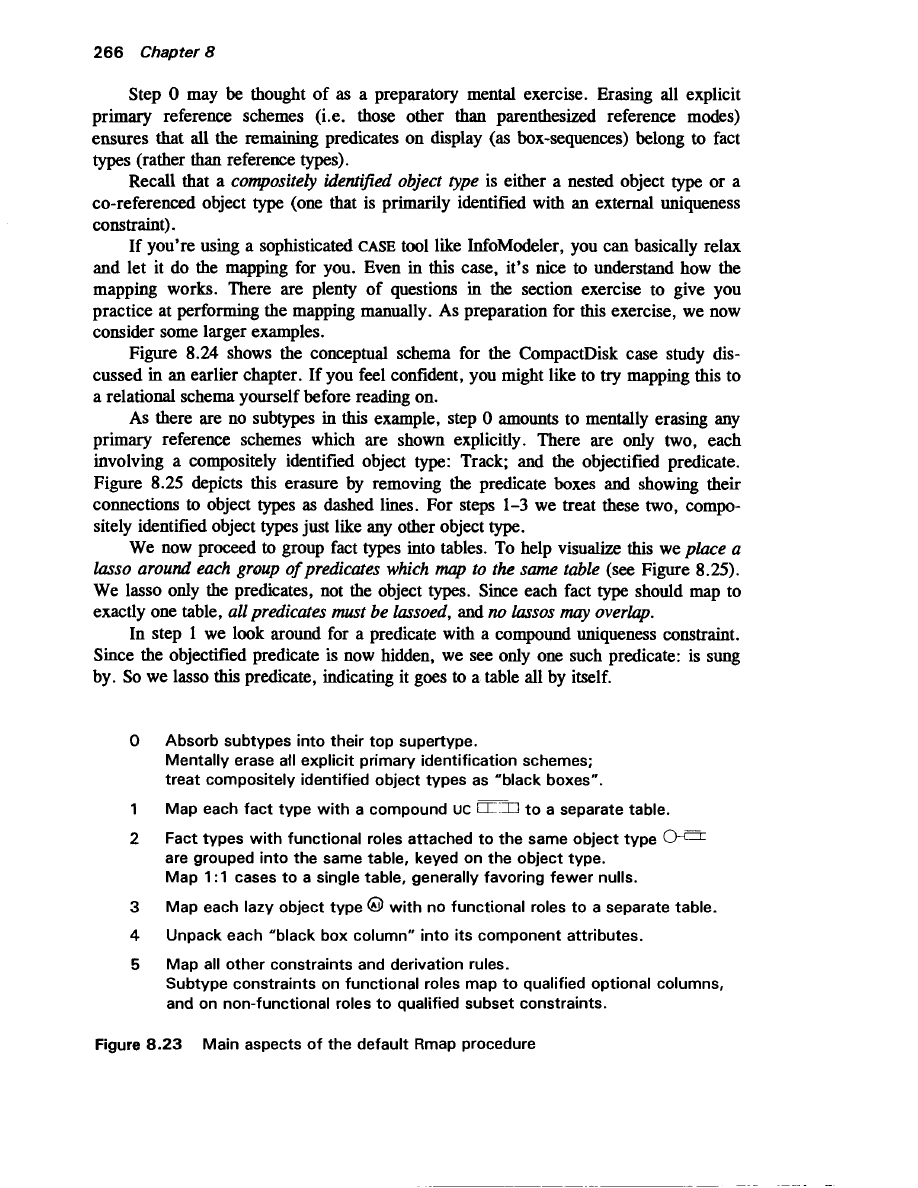 266 Chapter 8
Step 0 may be thought of as a preparatory mental exercise. Erasing all explicit
primary reference schemes (i.e. those other than parenthesized reference modes)
ensures that all the remaining predicates on display (as box-sequences) belong to fact
types (rather than reference types).
Recall that a compositely identified object type is either a nested object type or a
co-referenced object type (one that is primarily identified with an external uniqueness
constraint).
If you're using a sophisticated CASE tool like InfoModeler, you can basically relax
and let it do the mapping for you. Even in this case, it's nice to understand how the
mapping works. There are plenty of questions in the section exercise to give you
practice at performing the mapping manually. As preparation for this exercise, we now
consider some larger examples.
Figure 8.24 shows the conceptual schema for the CompactDisk case study dis-
cussed in an earlier chapter. If you feel confident, you might like to try mapping this to
a relational schema yourself before reading on.
As there are no subtypes in this example, step 0 amounts to mentally erasing any
primary reference schemes which are shown explicitly. There are only two, each
involving a compositely identified object type: Track; and the objectified predicate.
Figure 8.25 depicts this erasure by removing the predicate boxes and showing their
connections to object types as dashed lines. For steps 1–3 we treat these two, compo-
sitely identified object types just like any other object type.
We now proceed to group fact types into tables. To help visualize this we place a
lasso around each group of predicates which map to the same table (see Figure 8.25).
We lasso only the predicates, not the object types. Since each fact type should map to
exactly one table, all predicates must be lassoed, and no lassos may overlap.
In step 1 we look around for a predicate with a compound uniqueness constraint.
Since the objectified predicate is now hidden, we see only one such predicate: is sung
by. So we lasso this predicate, indicating it goes to a table all by itself.
0 Absorb subtypes into their top supertype.
Mentally erase all explicit primary identification schemes;
treat compositely identified object types as "black boxes".
1 Map each fact type with a compound UC to a separate table.
2 Fact types with functional roles attached to the same object type
are grouped into the same table, keyed on the object type.
Map 1:1 cases to a single table, generally favoring fewer nulls.
3 Map each lazy object type with no functional roles to a separate table.
4 Unpack each "black box column" into its component attributes.
5 Map all other constraints and derivation rules.
Subtype constraints on functional roles map to qualified optional columns,
and on non-functional roles to qualified subset constraints.
Figure 8.23 Main aspects of the default Rmap procedure